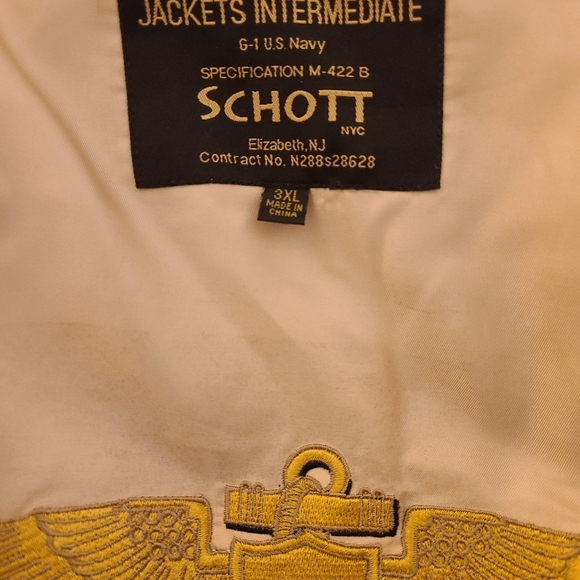 JACKETS INTERMEDIATE
G-1 U.S. Navy
SPECIFICATION M-422 B
SCHOTT
NYC
Elizabeth, NJ
Contract No. N288s28628
3XL
MADE IN
CHINA